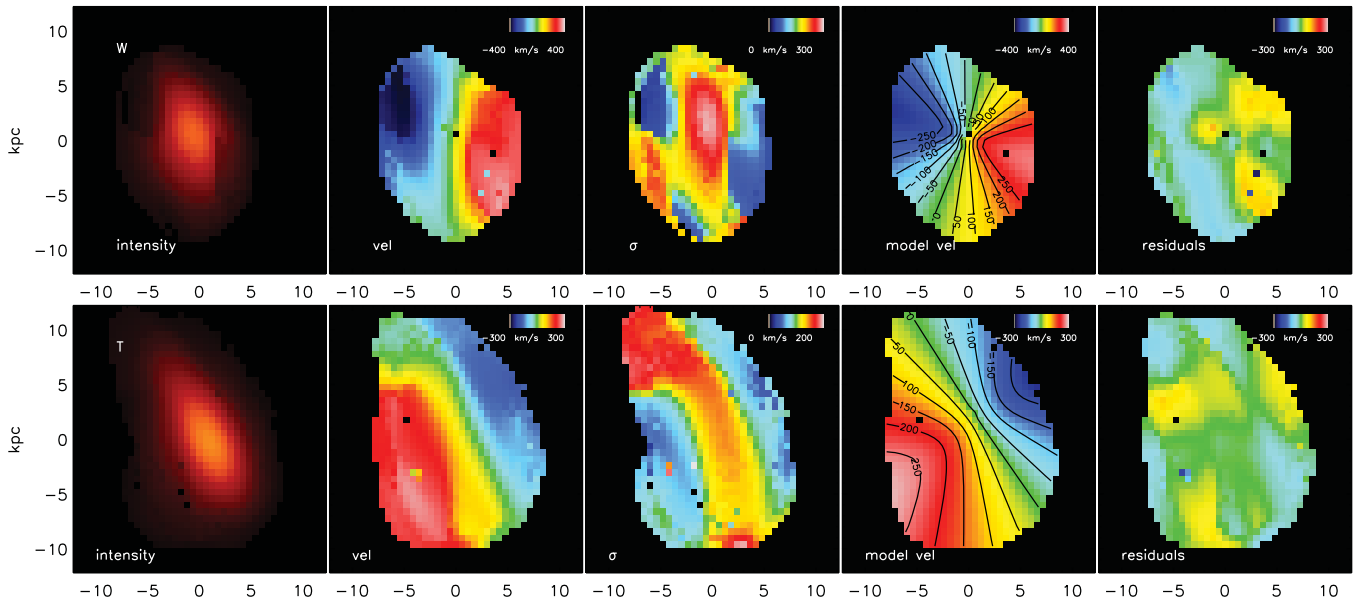 10
5
0
−5
−10
kpc
W
intensity
−400 km/s 400
vel
0 km/s 300
σ
−400 km/s 400
−50
−100
−250
−200
−150
−100
−50
0
50
100
150
200
250
model vel
−300 km/s 300
residuals
−10 −5 0 5 10
−10 −5 0 5 10
−10 −5 0 5 10
−10 −5 0 5 10
−10 −5 0 5 10
10
5
0
−5
−10
kpc
T
intensity
−300 km/s 300
vel
0 km/s 200
σ
−300 km/s 300
0
−50
−100
−150
50
100
150
200
250
model vel
−300 km/s 300
residuals
−10 −5 0 5 10
−10 −5 0 5 10
−10 −5 0 5 10
−10 −5 0 5 10
−10 −5 0 5 10